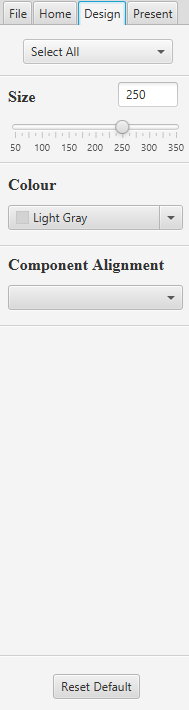 File Home Design Present
Select All
Size 250
50 100 150 200 250 300 350
Colour
Light Gray
Component Alignment
Reset Default